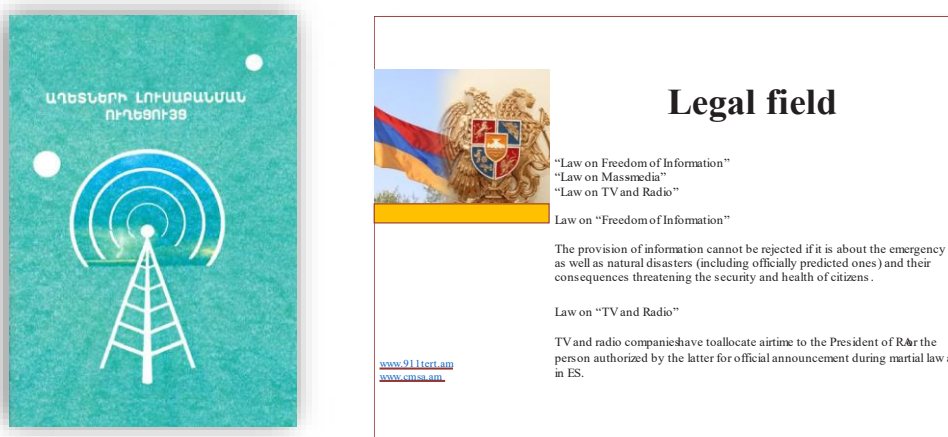 ԱՂԵՏՆԵՐԻ ԼՈՒՍԱԲԱՆՄԱՆ
ՈՒՂԵՑՈՒՅՑ
Legal field
“Law on Freedom of Information”
“Law on Massmedia”
“Law on TV and Radio”
Law on “Freedom of Information”
The provision of information cannot be rejected if it is about the emergency
as well as natural disasters (including officially predicted ones) and their
consequences threatening the security and health of citizens.
Law on “TV and Radio”
TV and radio companies have to allocate airtime to the President of RA or the
person authorized by the latter for official announcement during martial law
in ES.
www.911tert.am
www.cmsa.am